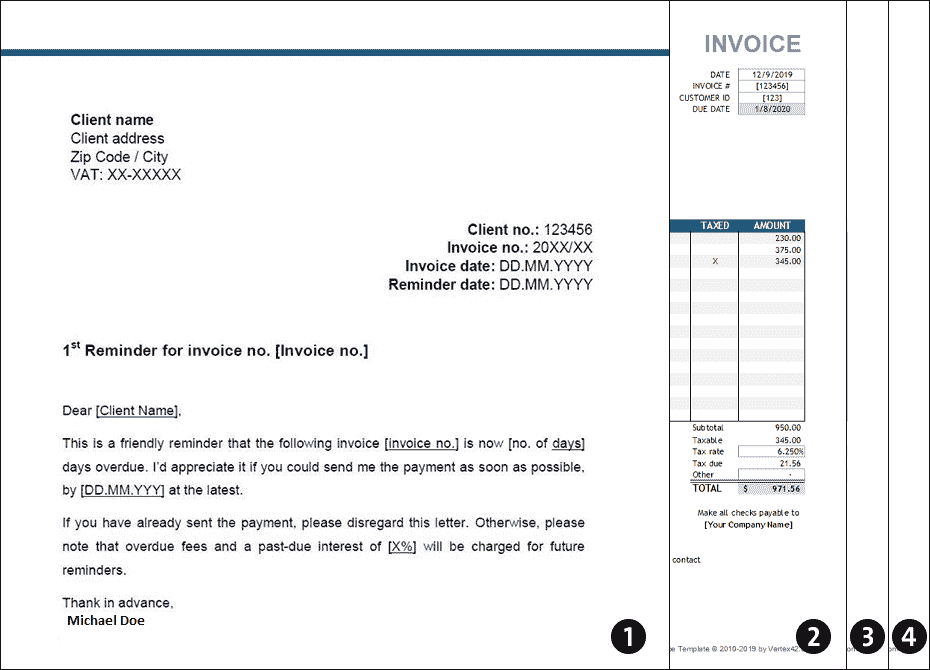 Client name
Client address
Zip Code / City
VAT: XX-XXXXX
Client no.: 123456
Invoice no.: 20XX/XX
Invoice date: DD.MM.YYYY
Reminder date: DD.MM.YYYY
1st Reminder for invoice no. [Invoice no.]
Dear [Client Name],
This is a friendly reminder that the following invoice [invoice no.] is now [no. of days]
days overdue. I'd appreciate it if you could send me the payment as soon as possible,
by [DD.MM.YYY] at the latest.
If you have already sent the payment, please disregard this letter. Otherwise, please
note that overdue fees and a past-due interest of [X%] will be charged for future
reminders.
Thank in advance,
Michael Doe
1
INVOICE
DATE 12/9/2019
INVOICE # [123456]
CUSTOMER ID [123]
DUE DATE 1/8/2020
TAXED AMOUNT
230.00
375.00
X 345.00
Subtotal 950.00
Taxable 345.00
Tax rate 6.250%
Tax due 21.56
Other -
TOTAL $ 971.56
Make all checks payable to
[Your Company Name]
contact
Template © 2010-2019 by Vertex42
2
3
4